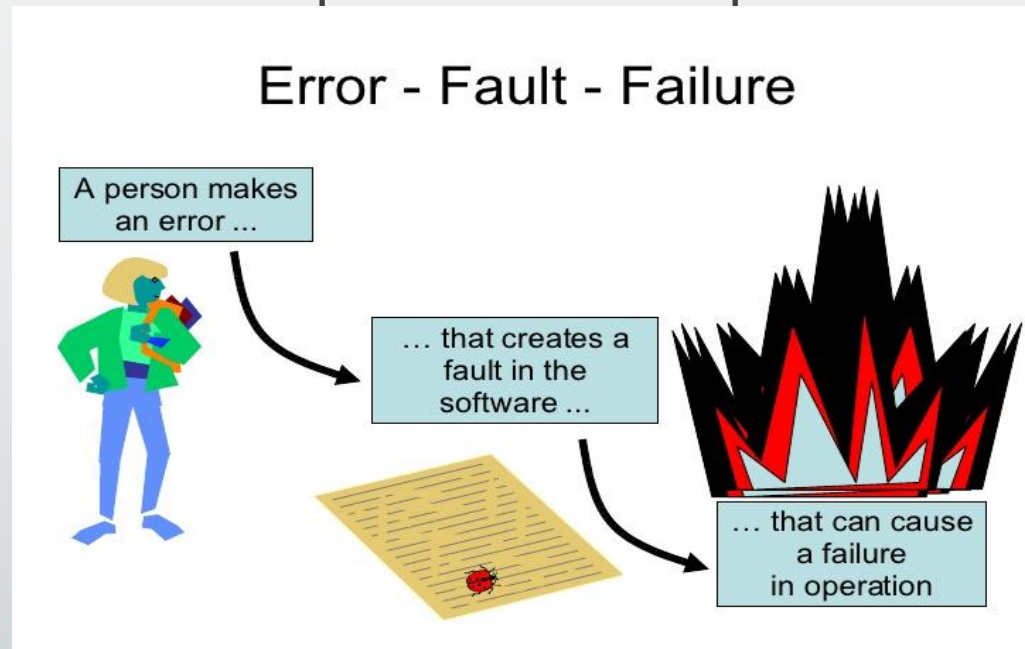 Error - Fault - Failure
A person makes
an error ...
... that creates a
fault in the
software ...
... that can cause
a failure
in operation